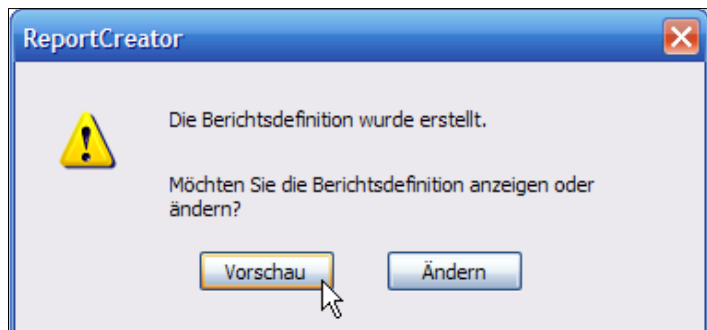 ReportCreator
Die Berichtsdefinition wurde erstellt.
Möchten Sie die Berichtsdefinition anzeigen oder
ändern?
Vorschau
Ändern